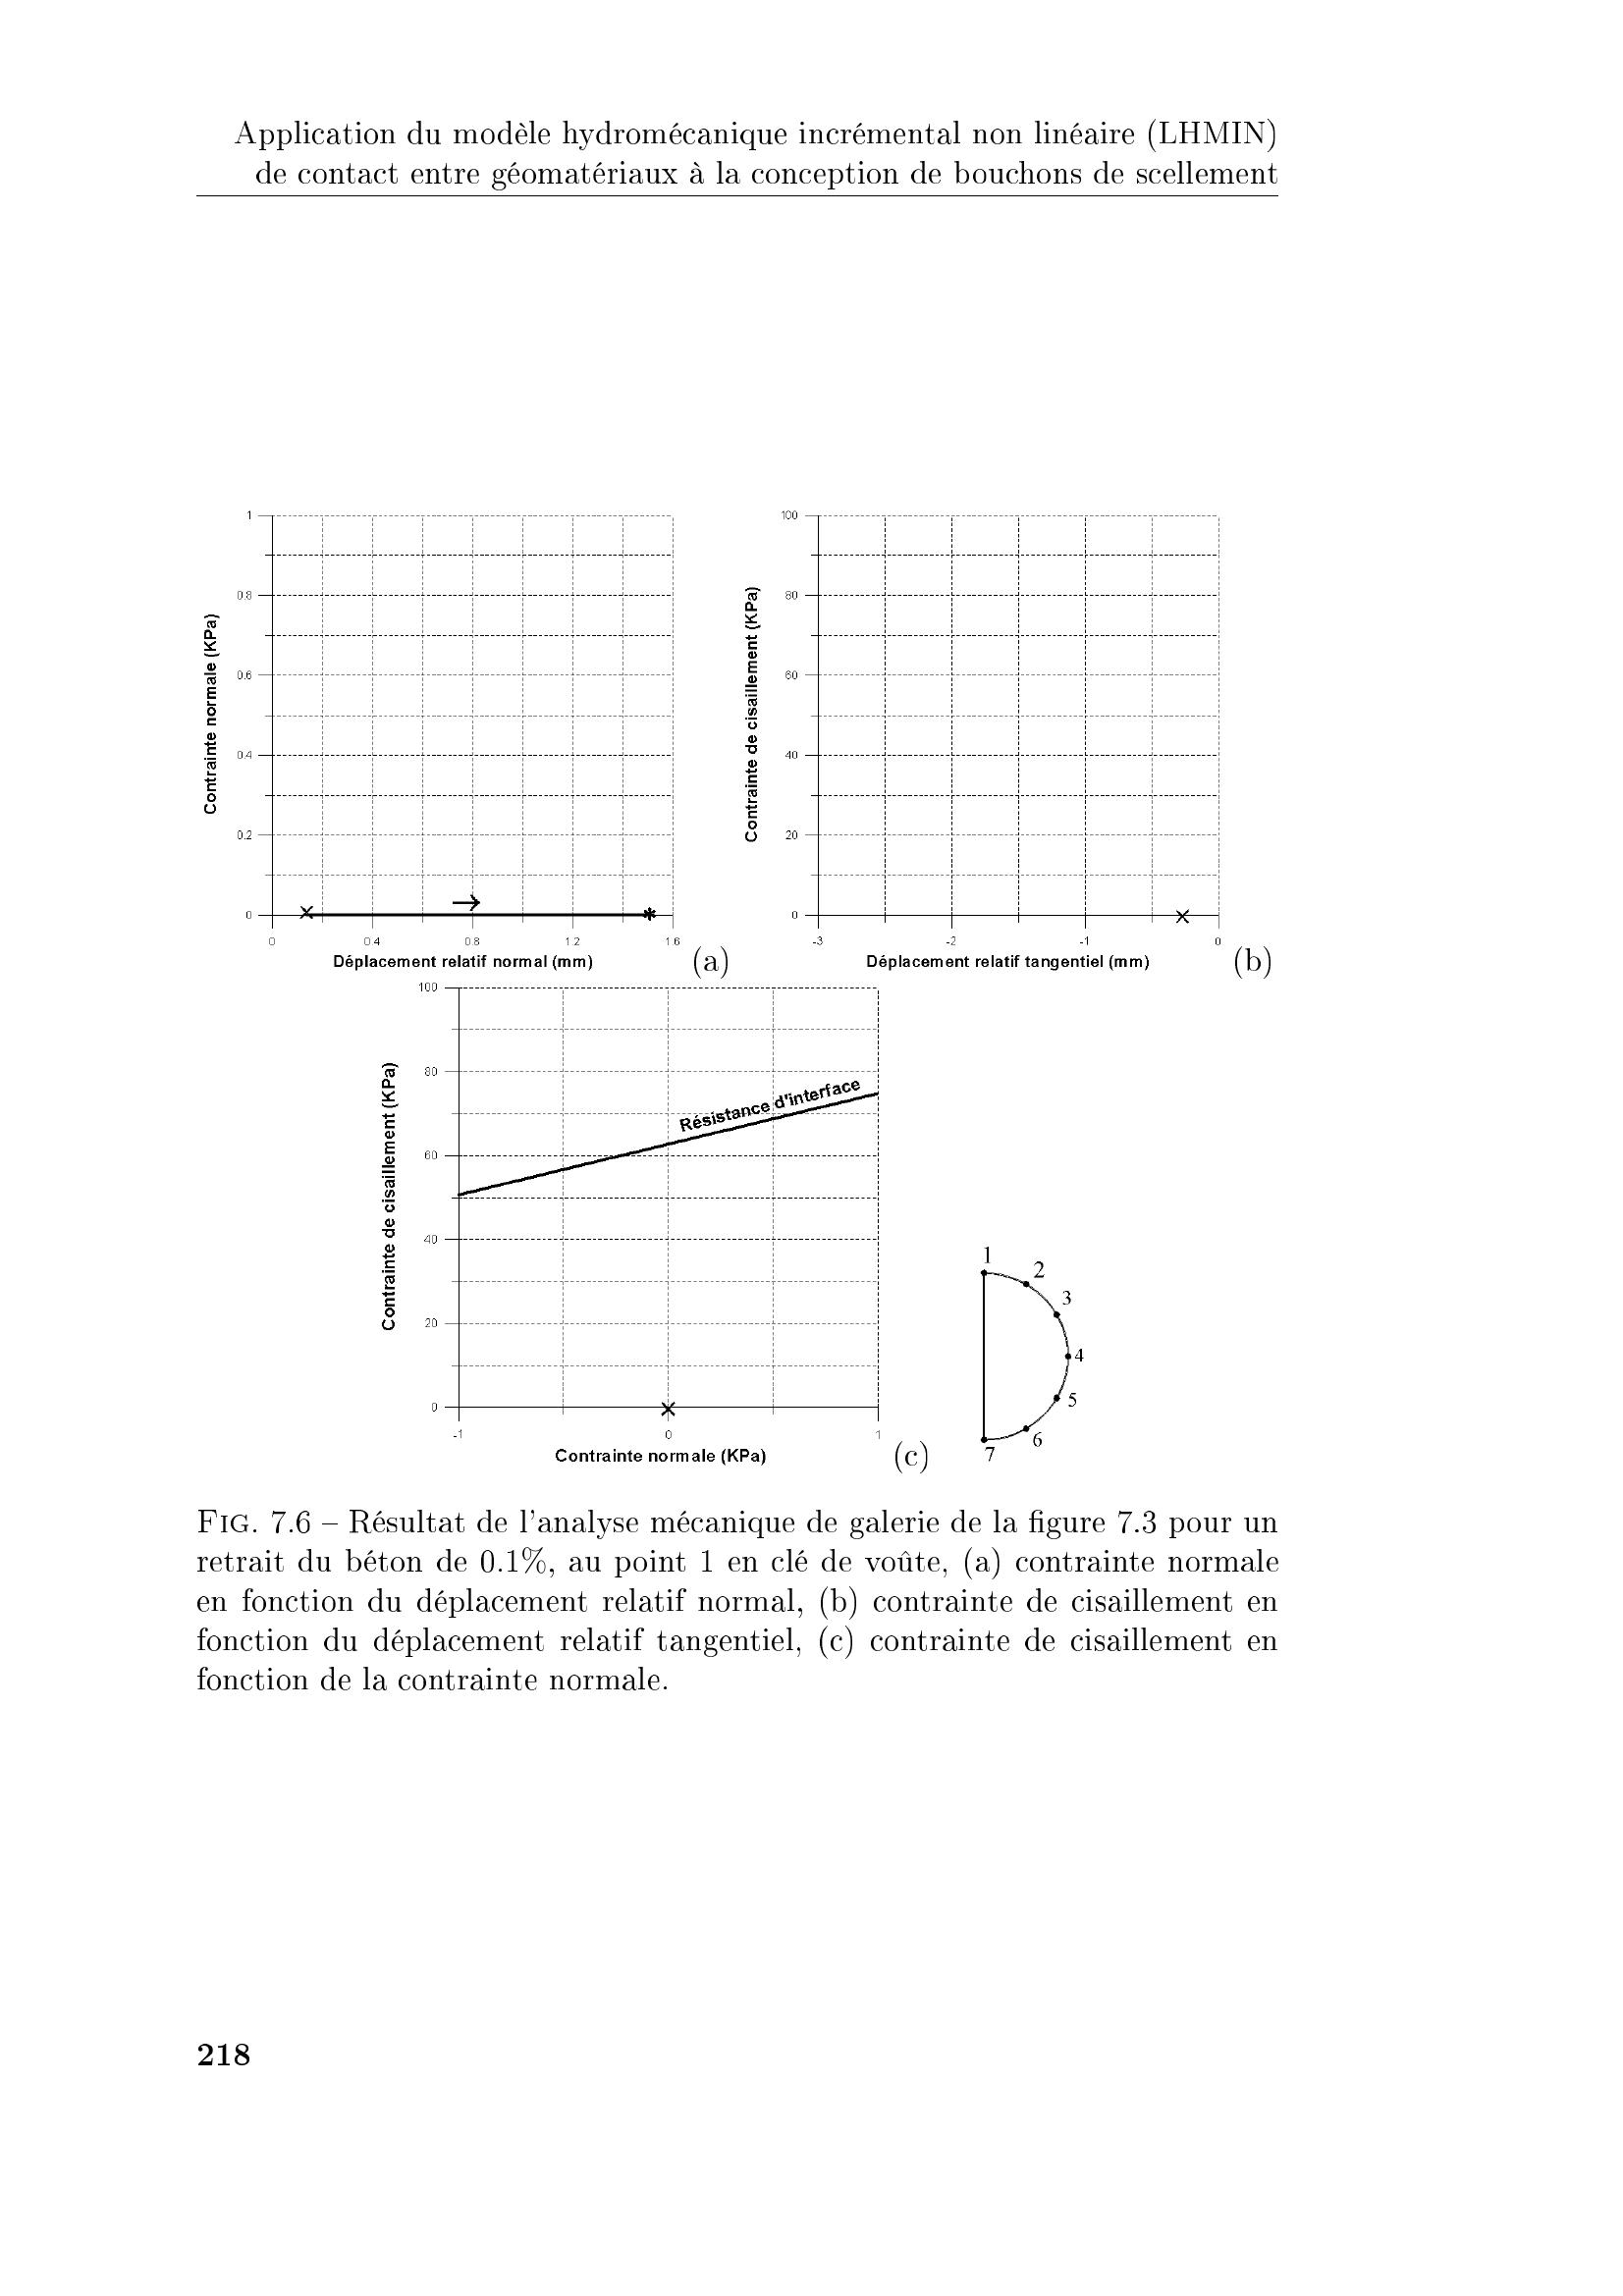 Application du modèle hydromécanique incrémental non linéaire (LHMIN)
de contact entre géomatériaux à la conception de bouchons de scellement
1
0.8
0.6
0.4
0.2
0
Contrainte normale (KPa)
0 0.4 0.8 1.2 1.6
Déplacement relatif normal (mm)
(a)
100
80
60
40
20
0
Contrainte de cisaillement (KPa)
-3 -2 -1 0
Déplacement relatif tangentiel (mm)
(b)
100
80
60
40
20
0
Contrainte de cisaillement (KPa)
Résistance d'interface
-1 0 1
Contrainte normale (KPa)
(c)
1
2
3
4
5
6
7
FIG. 7.6 – Résultat de l'analyse mécanique de galerie de la figure 7.3 pour un
retrait du béton de 0.1%, au point 1 en clé de voûte, (a) contrainte normale
en fonction du déplacement relatif normal, (b) contrainte de cisaillement en
fonction du déplacement relatif tangentiel, (c) contrainte de cisaillement en
fonction de la contrainte normale.
218